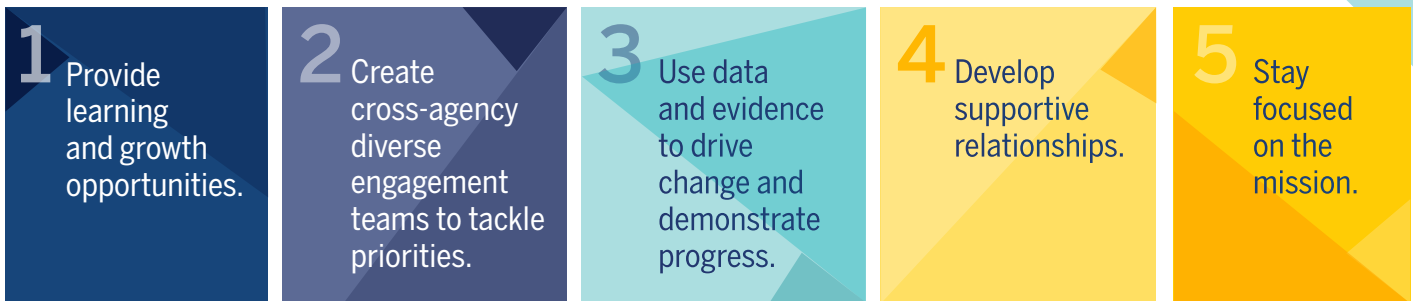 1
Provide
learning
and growth
opportunities.
2
Create
cross-agency
diverse
engagement
teams to tackle
priorities.
3
Use data
and evidence
to drive
change and
demonstrate
progress.
4
Develop
supportive
relationships.
5
Stay
focused
on the
mission.